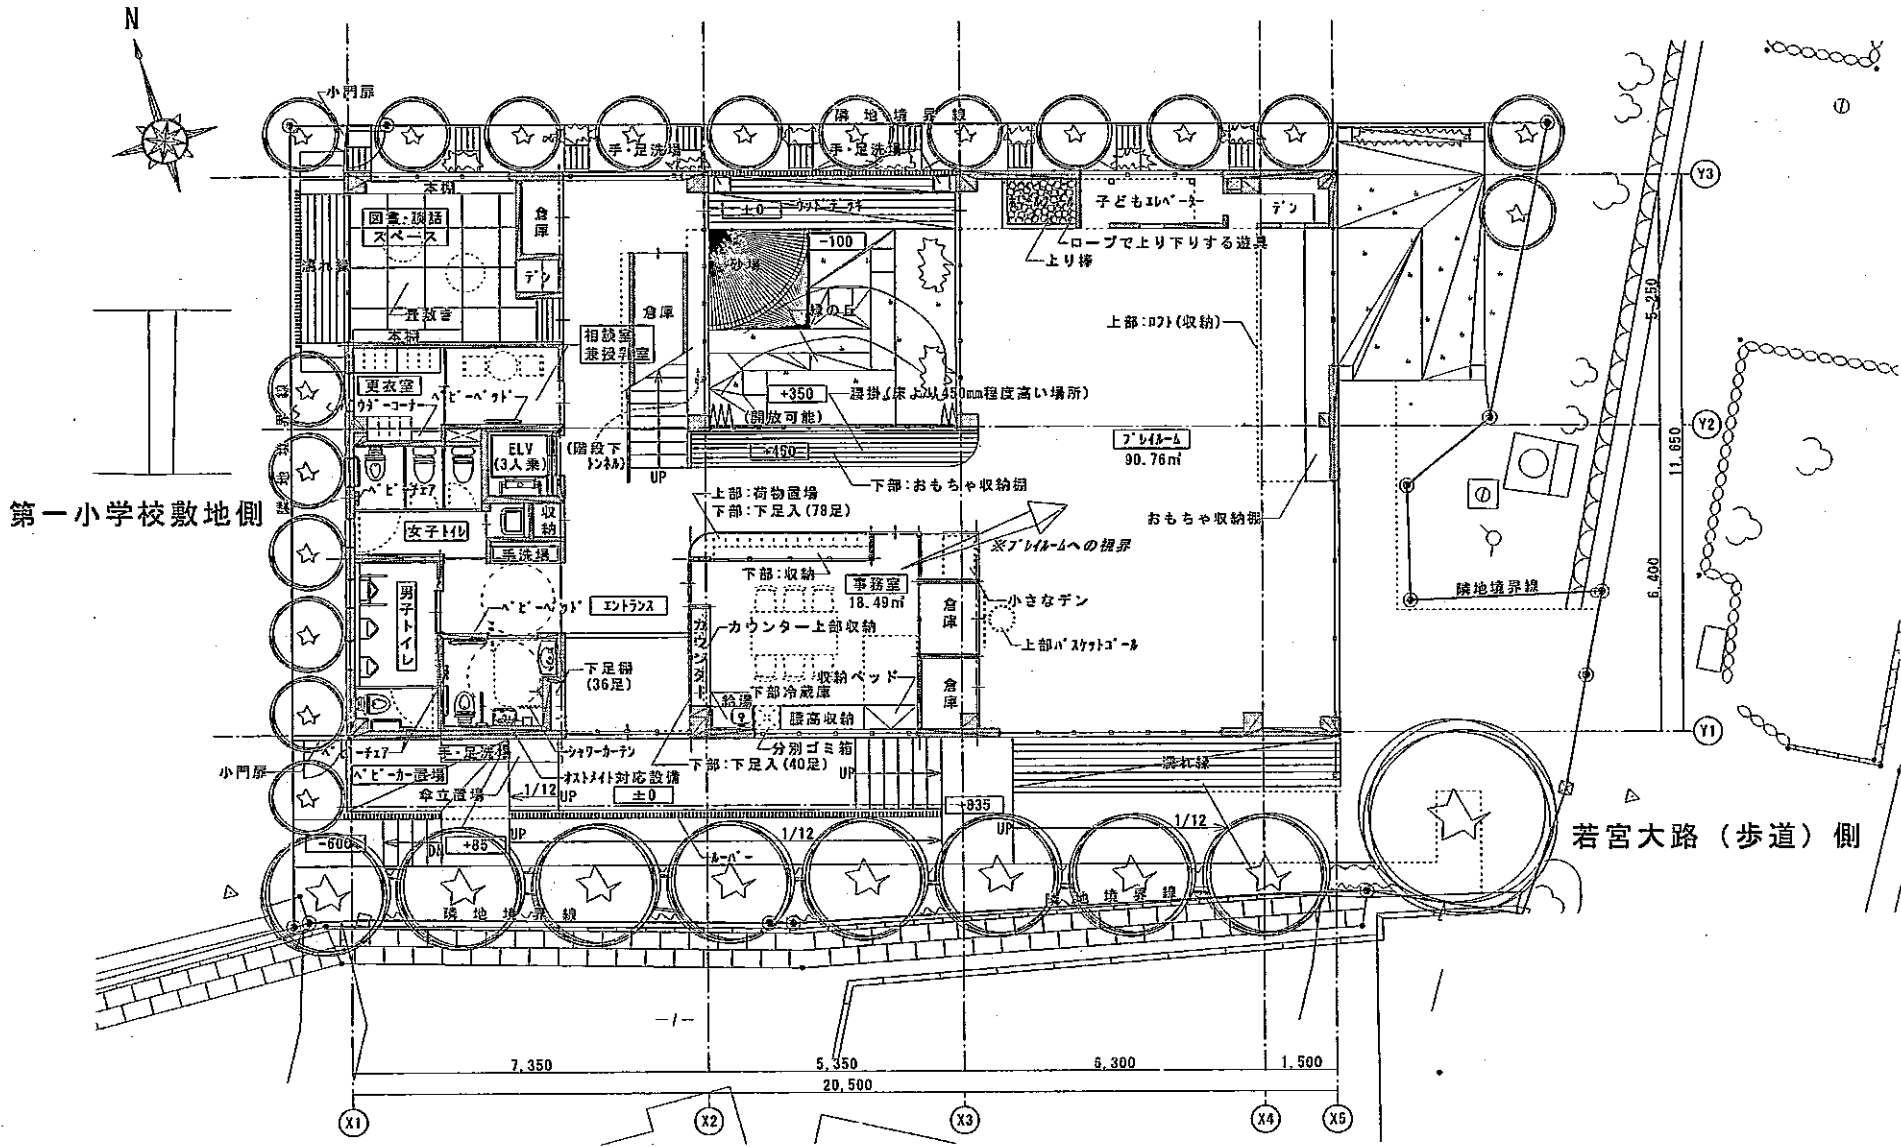 N
小門扉
隣地境界線
手・足洗場
手・足洗場
Y3
本棚
図書・談話
スペース
倉庫
デン
濡れ縁
畳敷き
本棚
±0
ウッドデッキ
-100
砂場
緑の丘
子どもエレベーター
デン
ロープで上り下りする遊具
上り棒
5,250
11,650
上部:ロフト(収納)
倉庫
相談室
兼授乳室
更衣室
ベビーベッド
+350
腰掛(床より450mm程度高い場所)
(開放可能)
Y2
ELV
(3人乗)
(階段下
トンネル)
UP
+450
プレイルーム
90.76㎡
ベビーチェア
下部:おもちゃ収納棚
第一小学校敷地側
上部:荷物置場
下部:下足入(78足)
おもちゃ収納棚
収納
女子トイレ
手洗場
※プレイルームへの視界
下部:収納
事務室
18.49㎡
隣地境界線
6,400
男子トイレ
ベビーベッド
エントランス
カウンター
カウンター上部収納
倉庫
小さなデン
上部バスケットゴール
下足棚
(36足)
収納ベッド
下部冷蔵庫
給湯
腰高収納
倉庫
Y1
ベビーチェア
手・足洗場
シャワーカーテン
分別ゴミ箱
小門扉
ベビーカー置場
オストメイト対応設備
下部:下足入(40足)
UP
濡れ縁
傘立置場
1/12
UP
±0
-600
DN
+85
UP
1/12
UP
1/12
ルーバー
若宮大路(歩道)側
隣地境界線
隣地境界線
7,350
5,350
6,300
1,500
20,500
X1
X2
X3
X4
X5